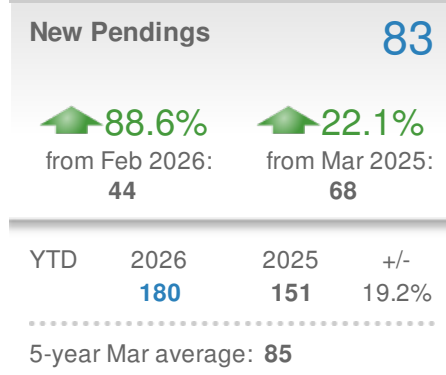 New Pendings 83
88.6% 22.1%
from Feb 2026: from Mar 2025:
44 68
YTD 2026 2025 +/-
180 151 19.2%
5-year Mar average: 85